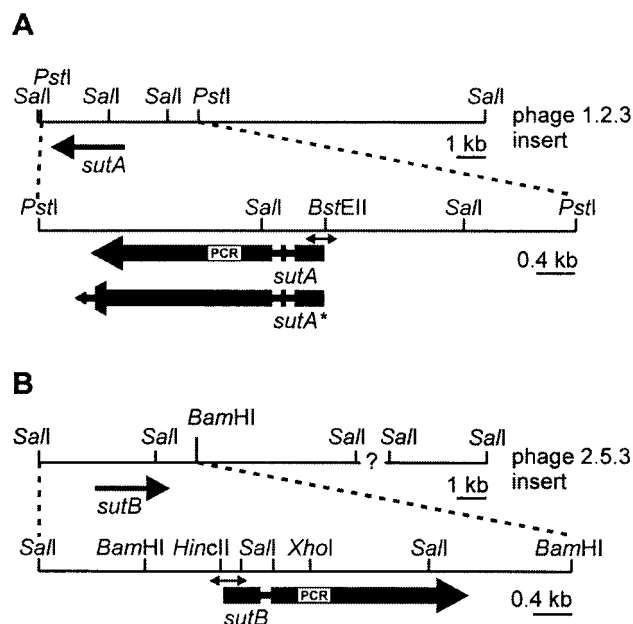 A
PstI
SalI SalI SalI PstI SalI
phage 1.2.3
1 kb insert
sutA
PstI SalI BstEII SalI PstI
PCR
sutA
0.4 kb
sutA*
B
BamHI
SalI SalI SalI SalI SalI
? phage 2.5.3
1 kb insert
sutB
SalI BamHI HincII SalI XhoI SalI BamHI
PCR
sutB 0.4 kb